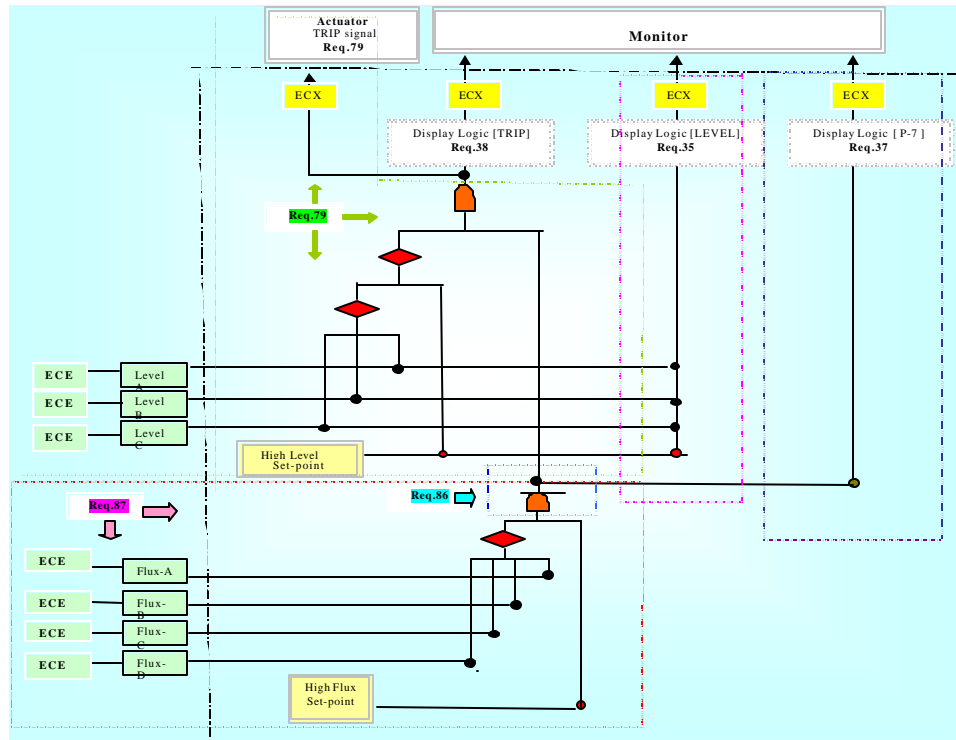 Actuator
TRIP signal
Req.79
Monitor
ECX
ECX
ECX
ECX
Display Logic [TRIP]
Req.38
Display Logic [LEVEL]
Req.35
Display Logic [ P-7 ]
Req.37
Req.79
ECE
Level
A
ECE
Level
B
ECE
Level
C
High Level
Set-point
Req.87
Req.86
ECE
Flux-A
ECE
Flux-
B
ECE
Flux-
C
ECE
Flux-
D
High Flux
Set-point